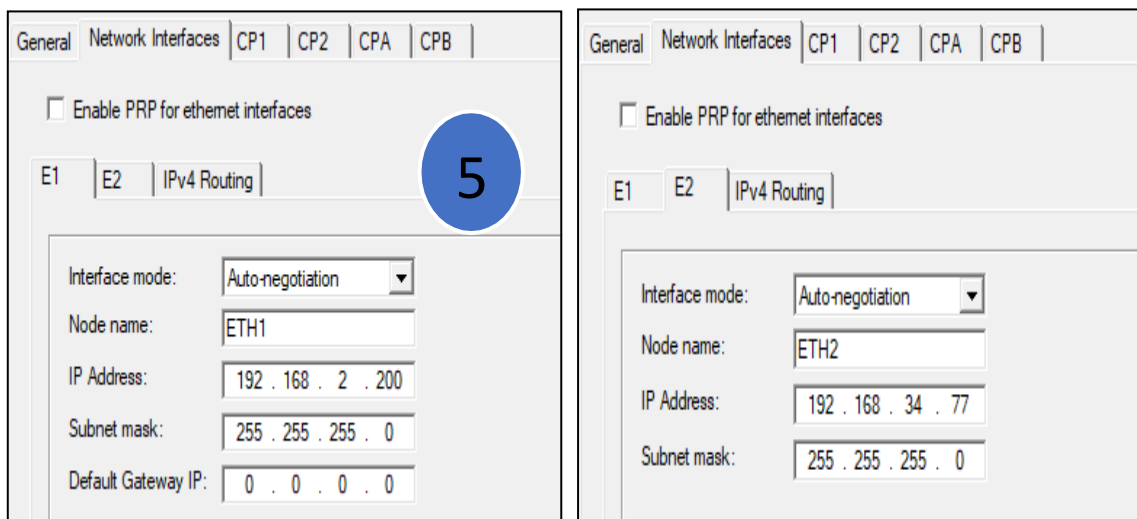 General Network Interfaces CP1 CP2 CPA CPB
Enable PRP for ethernet interfaces
E1 E2 IPv4 Routing
5
Interface mode: Auto-negotiation
Node name: ETH1
IP Address: 192 . 168 . 2 . 200
Subnet mask: 255 . 255 . 255 . 0
Default Gateway IP: 0 . 0 . 0 . 0
General Network Interfaces CP1 CP2 CPA CPB
Enable PRP for ethernet interfaces
E1 E2 IPv4 Routing
Interface mode: Auto-negotiation
Node name: ETH2
IP Address: 192 . 168 . 34 . 77
Subnet mask: 255 . 255 . 255 . 0